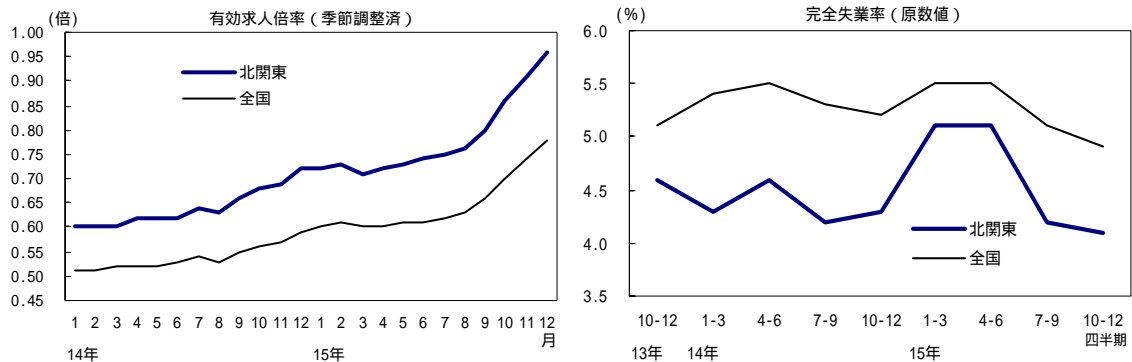 有効求人倍率（季節調整済）
(倍)
1.00
0.95
0.90
0.85
0.80
0.75
0.70
0.65
0.60
0.55
0.50
0.45
北関東
全国
1 2 3 4 5 6 7 8 9 10 11 12 1 2 3 4 5 6 7 8 9 10 11 12
月
14年 15年
完全失業率（原数値）
(%)
6.0
5.5
5.0
4.5
4.0
3.5
北関東
全国
10-12 1-3 4-6 7-9 10-12 1-3 4-6 7-9 10-12
四半期
13年 14年 15年